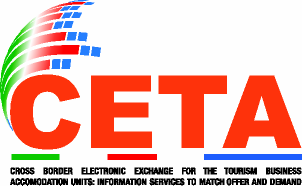 CETA
CROSS BORDER ELECTRONIC EXCHANGE FOR THE TOURISM BUSINESS
ACCOMODATION UNITS: INFORMATION SERVICES TO MATCH OFFER AND DEMAND